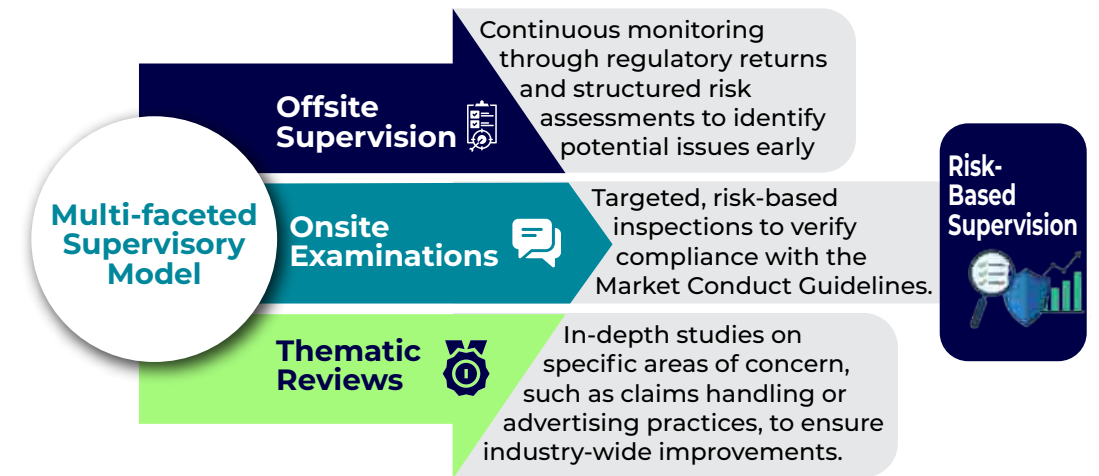 Multi-faceted
Supervisory
Model
Offsite
Supervision
Continuous monitoring
through regulatory returns
and structured risk
assessments to identify
potential issues early
Onsite
Examinations
Targeted, risk-based
inspections to verify
compliance with the
Market Conduct Guidelines.
Thematic
Reviews
In-depth studies on
specific areas of concern,
such as claims handling or
advertising practices, to ensure
industry-wide improvements.
Risk-
Based
Supervision